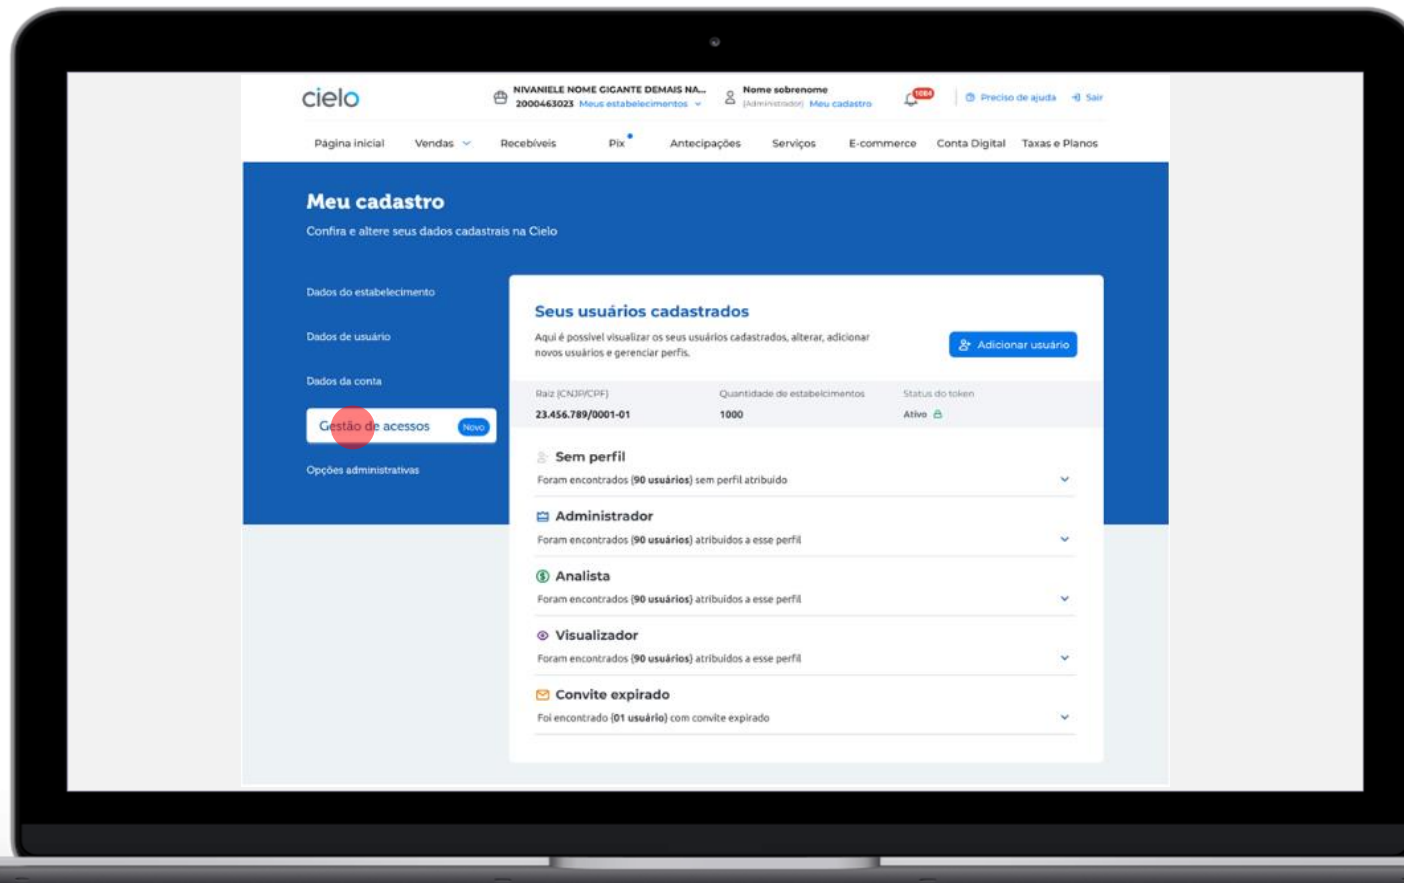 cielo
NIVANIELE NOME GIGANTE DEMAIS NA...
2000463023 Meus estabelecimentos
Nome sobrenome
(Administrador) Meu cadastro
1084
Preciso de ajuda
Sair
Página inicial
Vendas
Recebíveis
Pix
Antecipações
Serviços
E-commerce
Conta Digital
Taxas e Planos
Meu cadastro
Confira e altere seus dados cadastrais na Cielo
Dados do estabelecimento
Dados de usuário
Dados da conta
Gestão de acessos
Novo
Opções administrativas
Seus usuários cadastrados
Aqui é possível visualizar os seus usuários cadastrados, alterar, adicionar
novos usuários e gerenciar perfis.
Adicionar usuário
Raiz (CNJP/CPF)
Quantidade de estabelcimentos
Status do token
23.456.789/0001-01
1000
Ativo
Sem perfil
Foram encontrados (90 usuários) sem perfil atribuído
Administrador
Foram encontrados (90 usuários) atribuídos a esse perfil
Analista
Foram encontrados (90 usuários) atribuídos a esse perfil
Visualizador
Foram encontrados (90 usuários) atribuídos a esse perfil
Convite expirado
Foi encontrado (01 usuário) com convite expirado